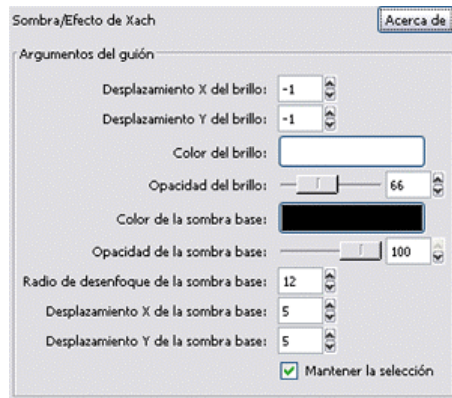 Sombra/Efecto de Xach Acerca de
Argumentos del guión
Desplazamiento X del brillo: -1
Desplazamiento Y del brillo: -1
Color del brillo:
Opacidad del brillo: 66
Color de la sombra base:
Opacidad de la sombra base: 100
Radio de desenfoque de la sombra base: 12
Desplazamiento X de la sombra base: 5
Desplazamiento Y de la sombra base: 5
Mantener la selección